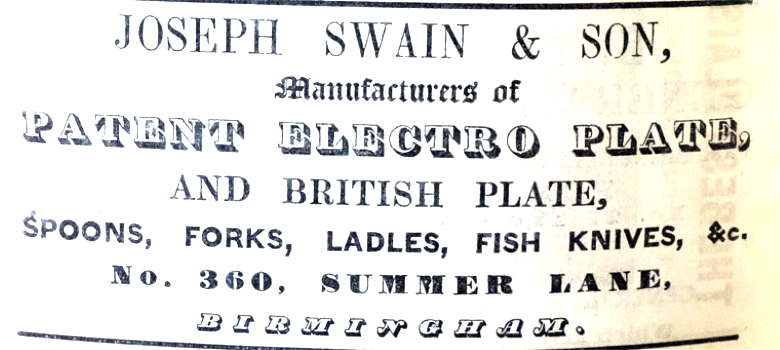 JOSEPH SWAIN & SON,
Manufacturers of
PATENT ELECTRO PLATE,
AND BRITISH PLATE,
SPOONS, FORKS, LADLES, FISH KNIVES, &c.
No. 360, SUMMER LANE,
BIRMINGHAM.